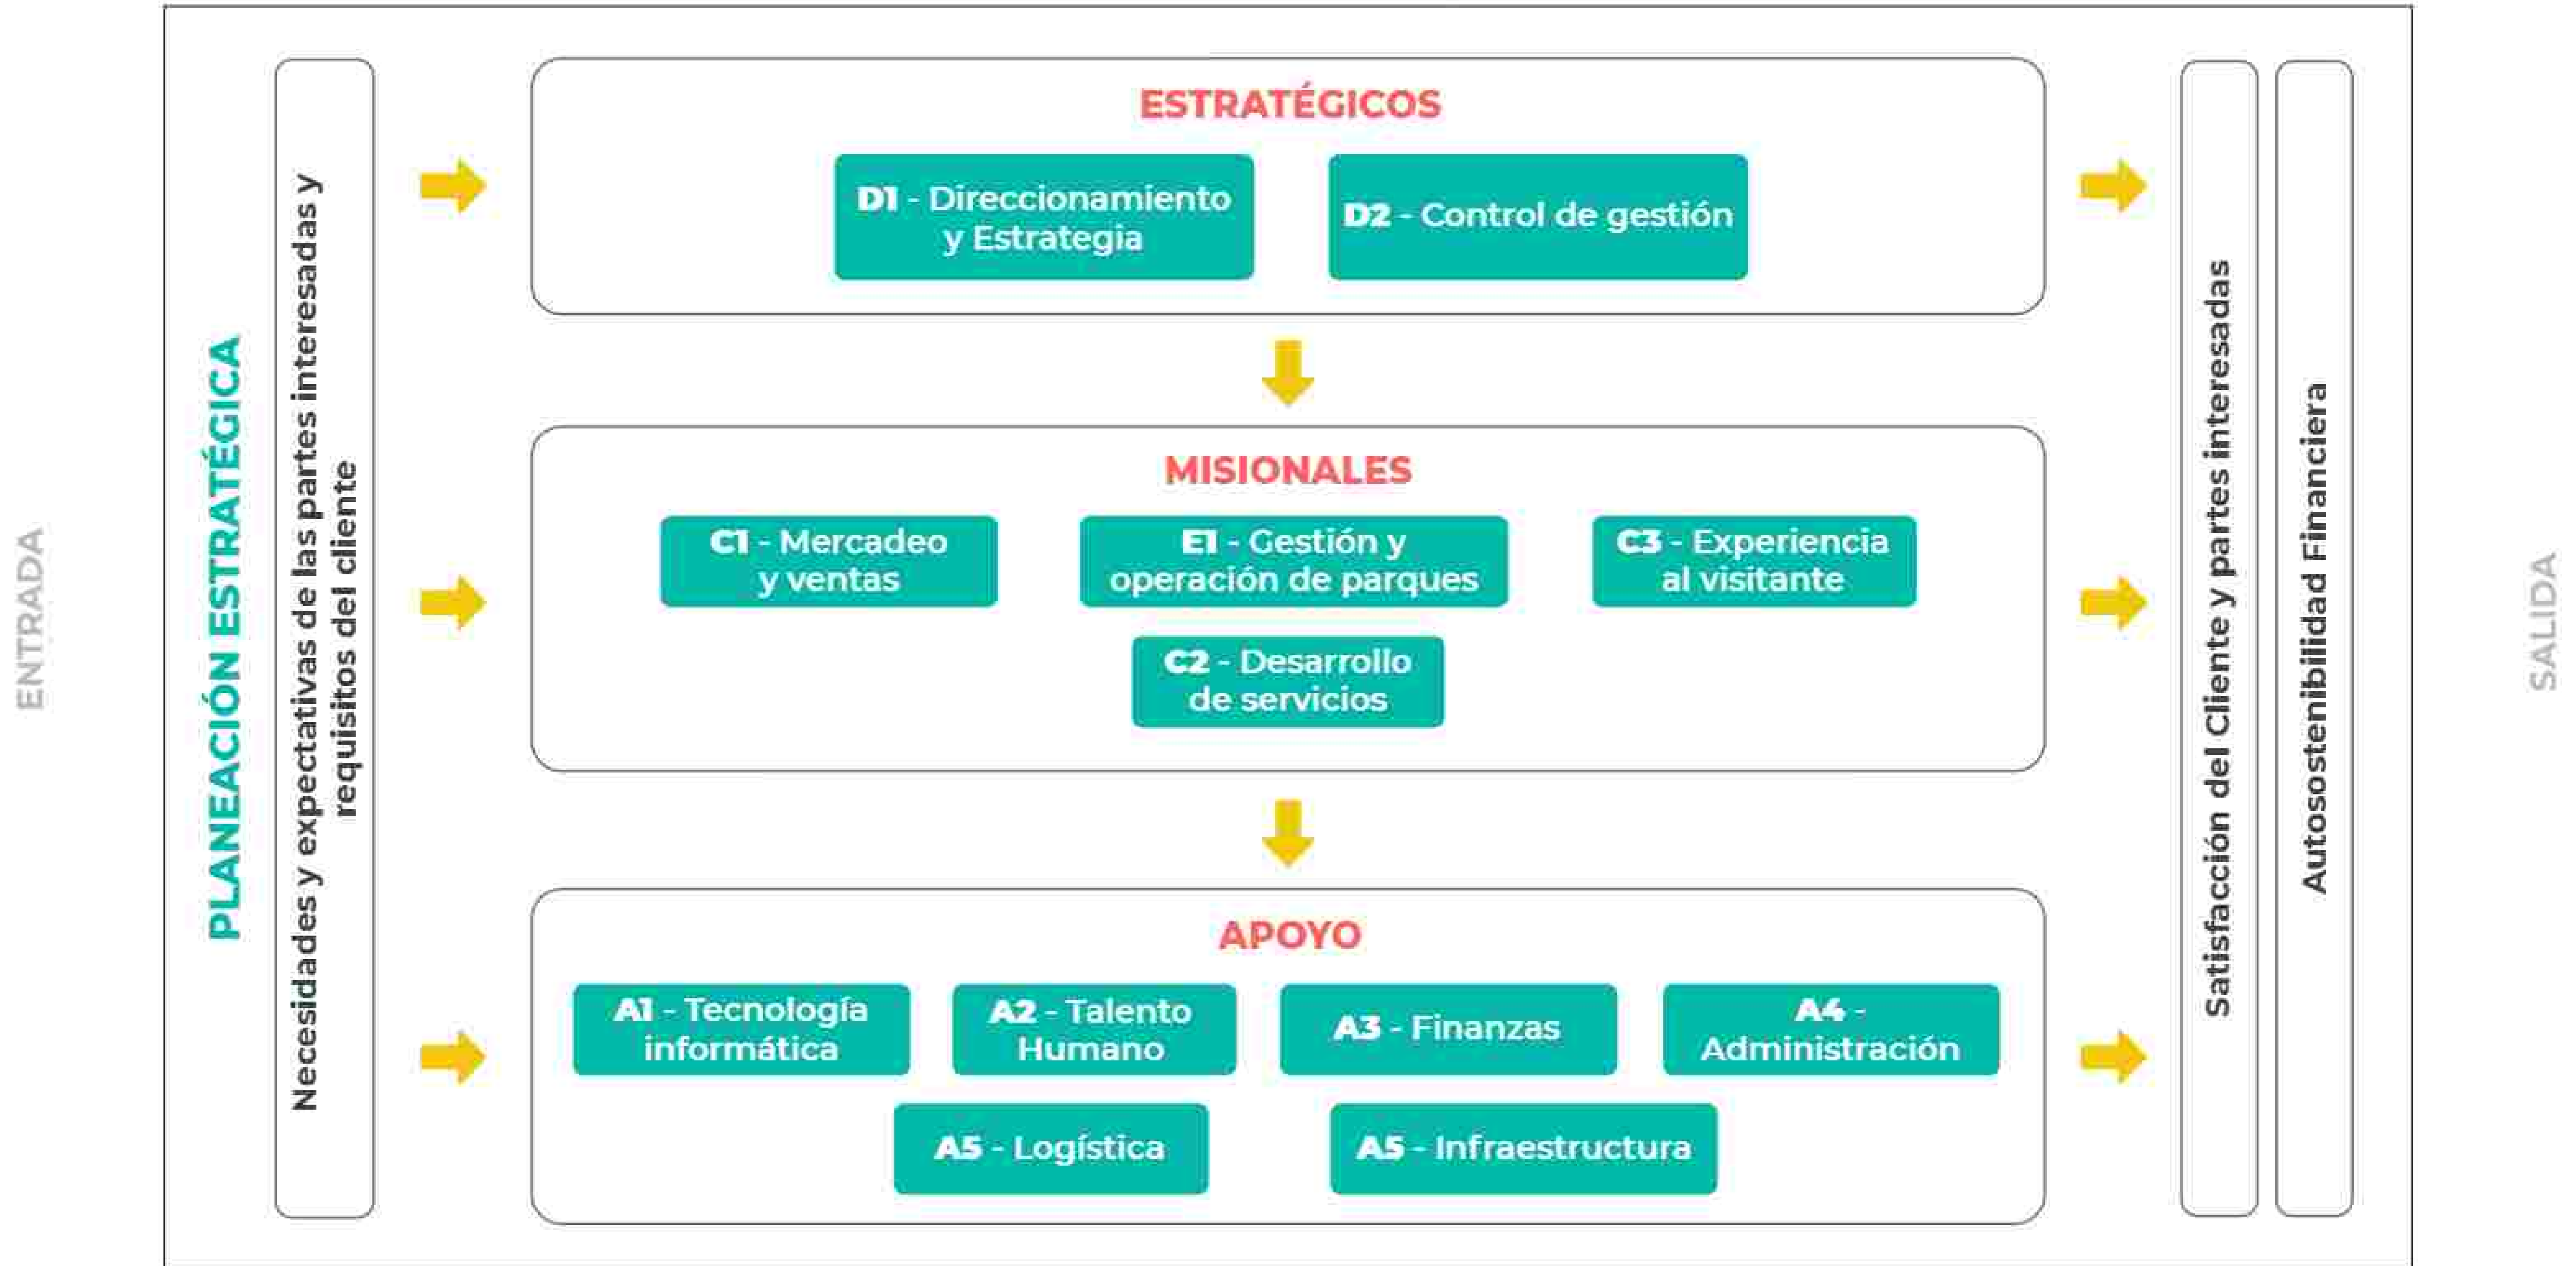 ENTRADA
PLANEACIÓN ESTRATÉGICA
Necesidades y expectativas de las partes interesadas y
requisitos del cliente
ESTRATÉGICOS
D1 - Direccionamiento
y Estrategia
D2 - Control de gestión
MISIONALES
C1 - Mercadeo
y ventas
E1 - Gestión y
operación de parques
C3 - Experiencia
al visitante
C2 - Desarrollo
de servicios
APOYO
A1 - Tecnología
informática
A2 - Talento
Humano
A3 - Finanzas
A4 -
Administración
A5 - Logística
A5 - Infraestructura
Satisfacción del Cliente y partes interesadas
Autosostenibilidad Financiera
SALIDA